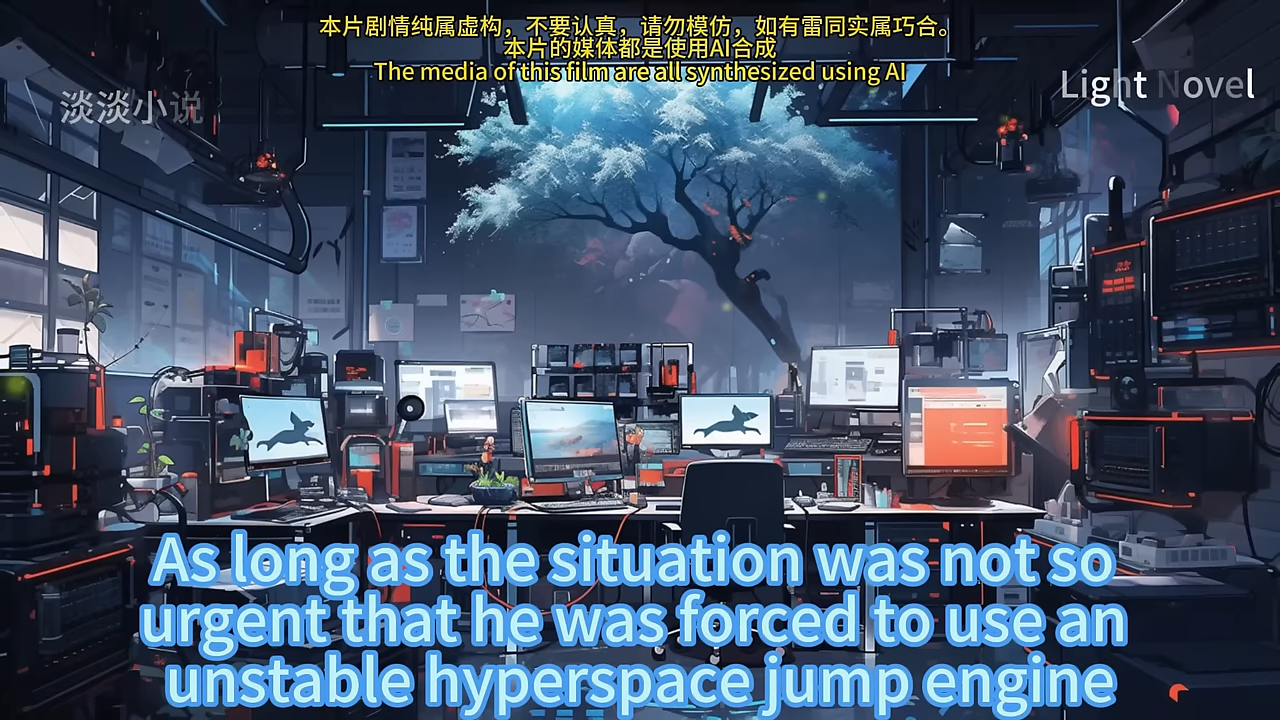 本片剧情纯属虚构，不要认真，请勿模仿，如有雷同实属巧合。
本片的媒体都是使用AI合成
The media of this film are all synthesized using AI
淡淡小说
Light Novel
As long as the situation was not so
urgent that he was forced to use an
unstable hyperspace jump engine